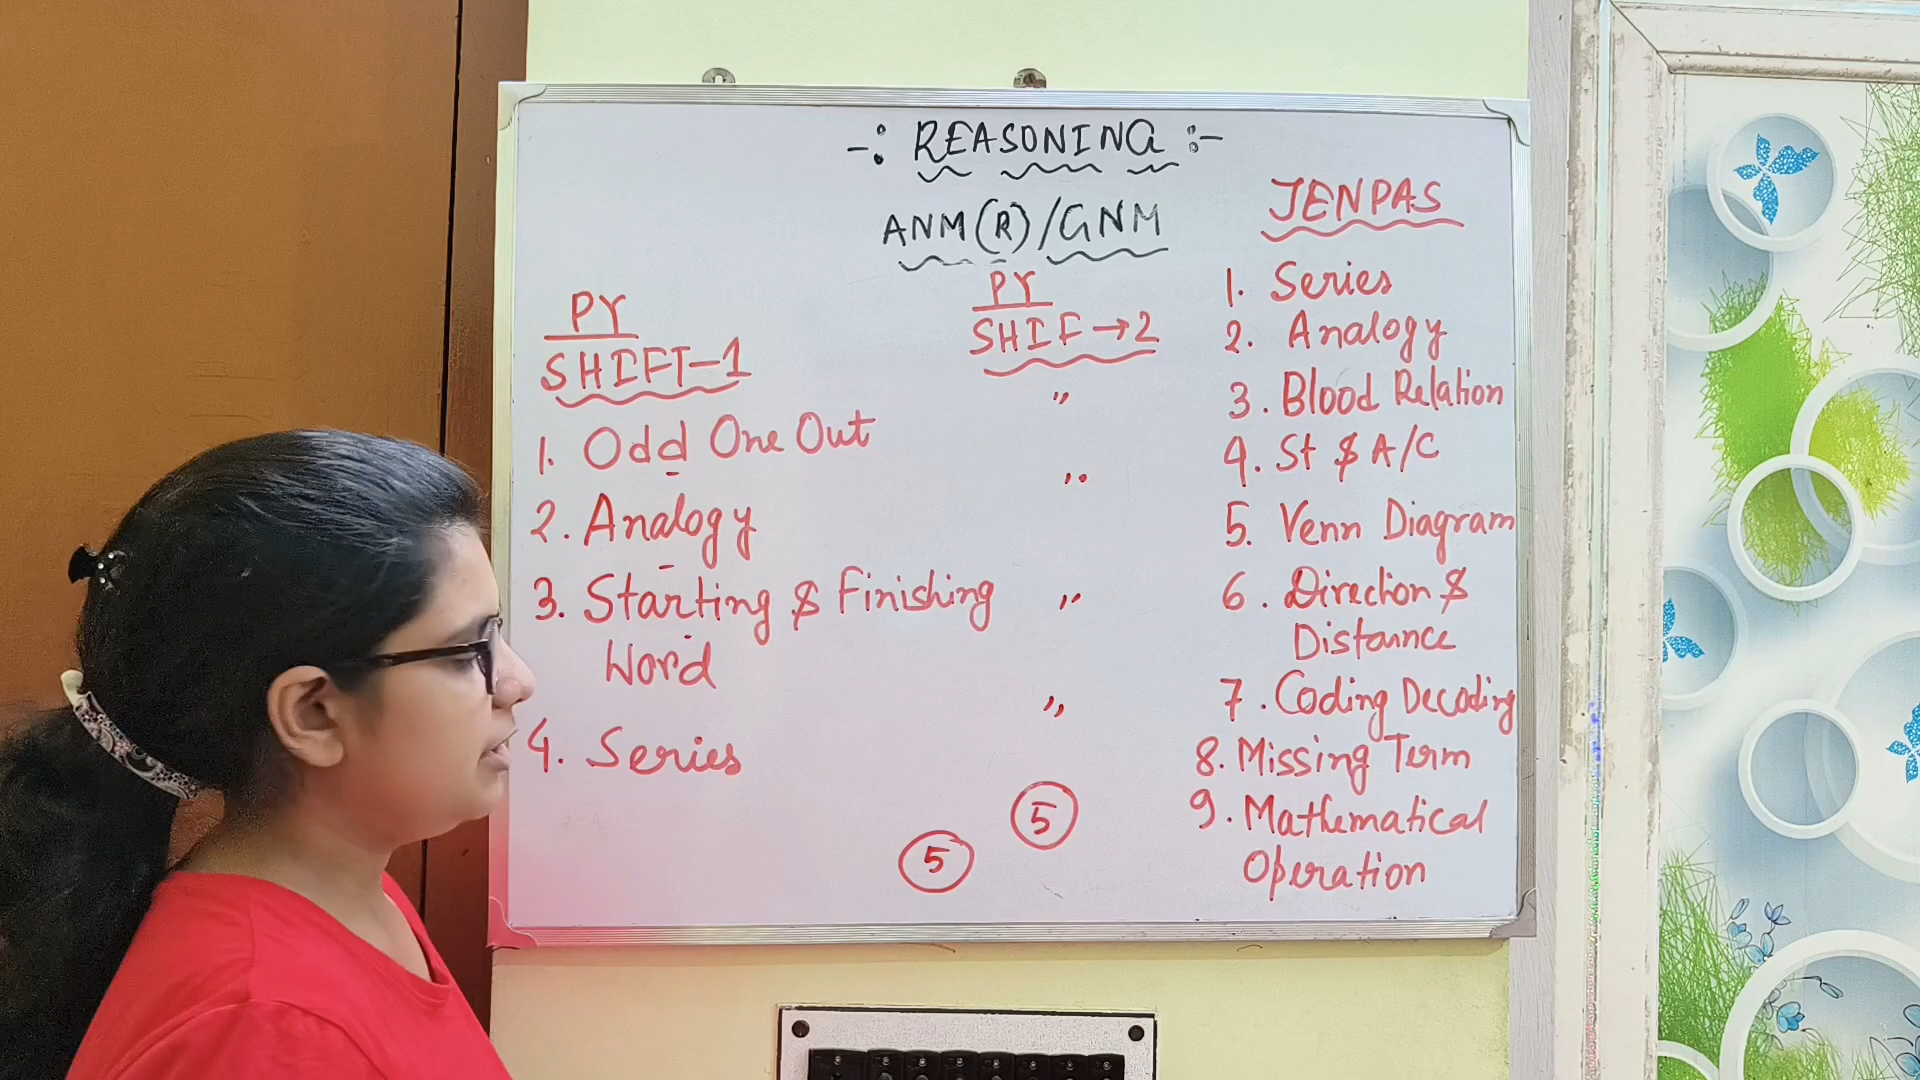 -: REASONING :-
ANM(R)/GNM
PY
SHIFT-1
1. Odd One Out
2. Analogy
3. Starting & Finishing
Word
4. Series
5
PY
SHIF→2
"
"
"
"
5
JENPAS
1. Series
2. Analogy
3. Blood Relation
4. St & A/C
5. Venn Diagram
6. Direction &
Distannce
7. Coding Decoding
8. Missing Term
9. Mathematical
Operation